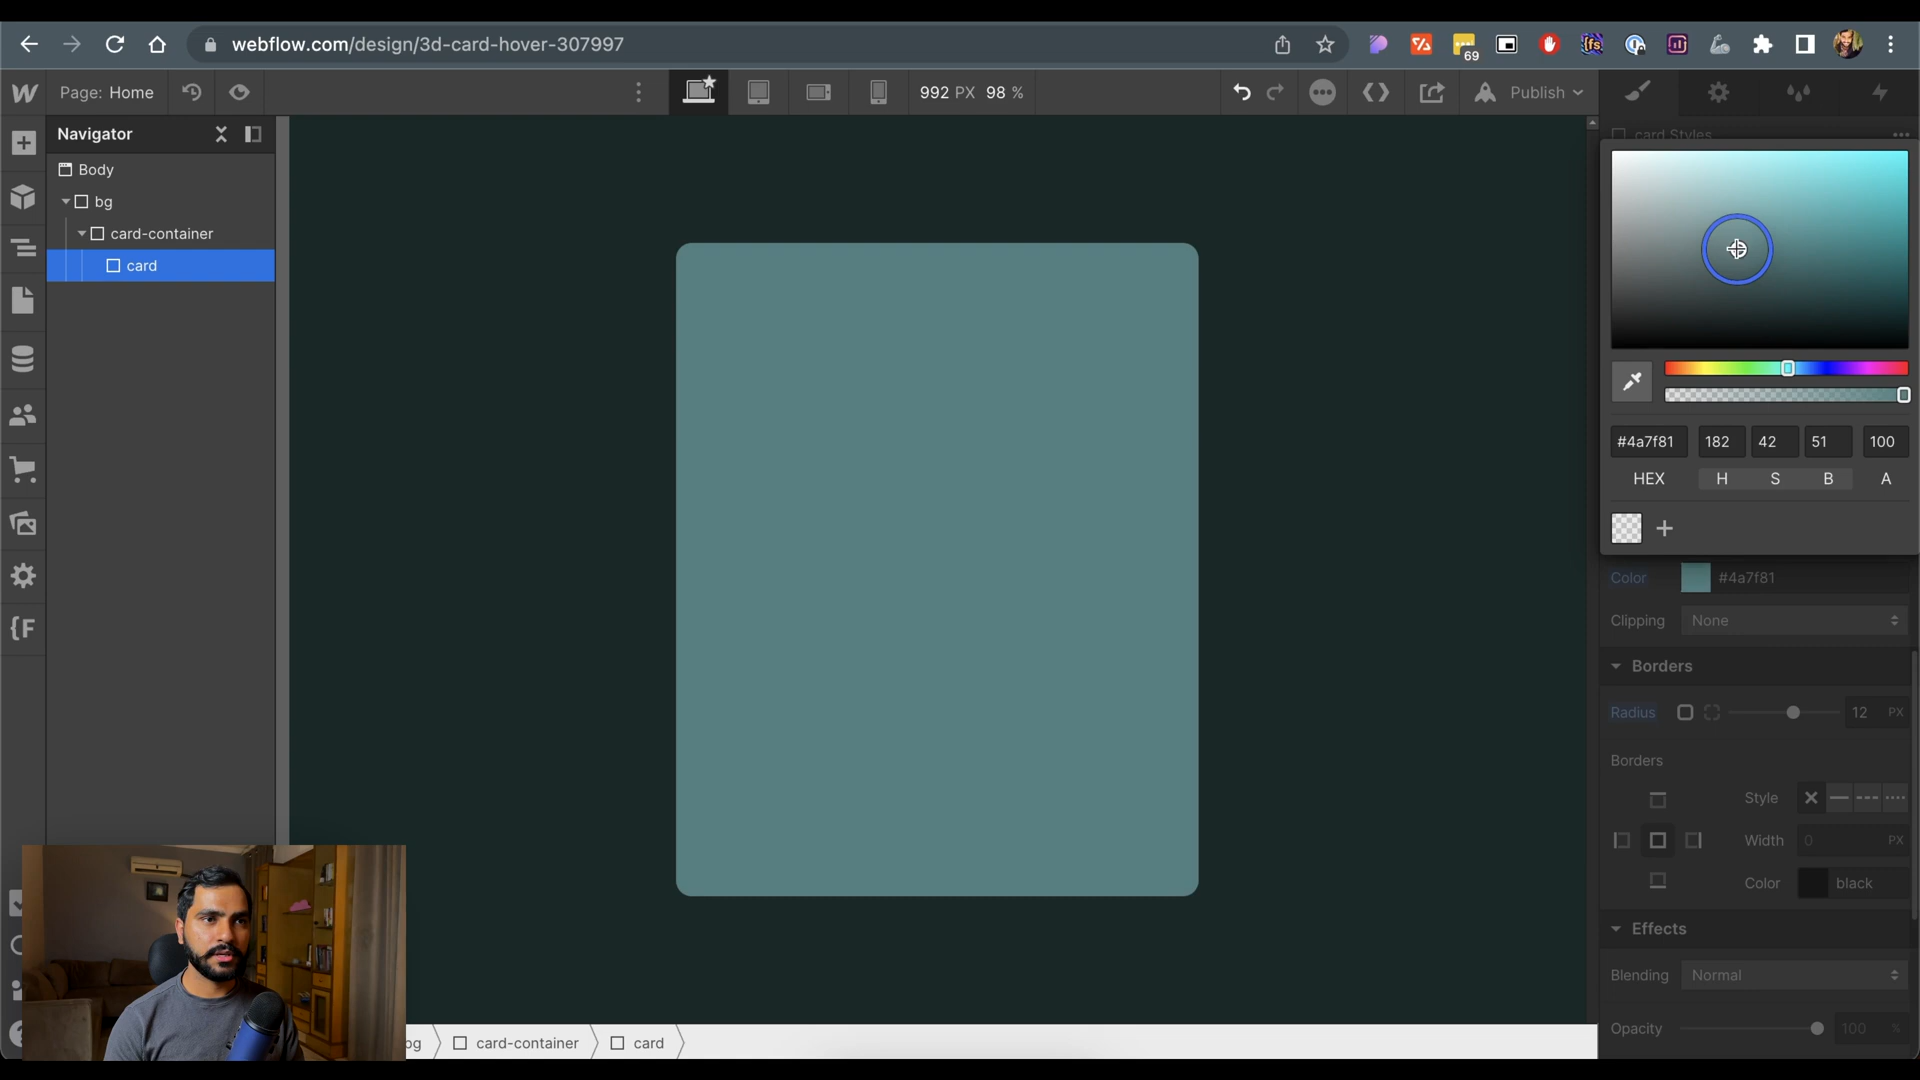 webflow.com/design/3d-card-hover-307997
69
Page: Home
992 PX 98 %
Publish
Navigator
card Styles
Body
bg
card-container
card
#4a7f81 182 42 51 100
HEX H S B A
Color #4a7f81
Clipping None
Borders
Radius 12 PX
Borders
Style
Width 0 PX
Color black
Effects
Blending Normal
Opacity 100 %
bg card-container card